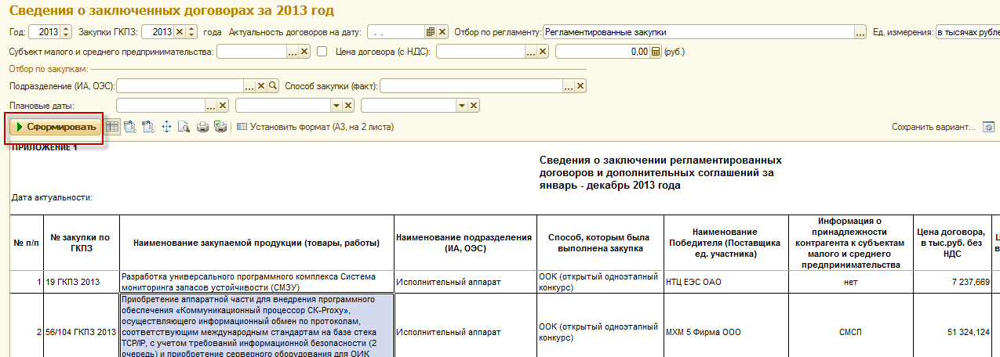 Сведения о заключенных договорах за 2013 год
Год: 2013 Закупки ГКПЗ: 2013 года Актуальность договоров на дату: . . Отбор по регламенту: Регламентированные закупки Ед. измерения: в тысячах рубле
Субъект малого и среднего предпринимательства: Цена договора (с НДС): 0,00 (руб.)
Отбор по закупкам:
Подразделение (ИА, ОЭС): Способ закупки (факт):
Плановые даты:
Сформировать Установить формат (А3, на 2 листа) Сохранить вариант...
ПРИЛОЖЕНИЕ 1
Сведения о заключении регламентированных
договоров и дополнительных соглашений за
январь - декабрь 2013 года
Дата актуальности:
№ п/п
№ закупки по
ГКПЗ
Наименование закупаемой продукции (товары, работы)
Наименование подразделения
(ИА, ОЭС)
Способ, которым была
выполнена закупка
Наименование
Победителя (Поставщика
ед. участника)
Информация о
принадлежности
контрагента к субъектам
малого и среднего
предпринимательства
Цена договора,
в тыс.руб. без
НДС
Ц
в
1
19 ГКПЗ 2013
Разработка универсального программного комплекса Система
мониторинга запасов устойчивости (СМЗУ)
Исполнительный аппарат
ООК (открытый одноэтапный
конкурс)
НТЦ ЕЭС ОАО
нет
7 237,669
2
56/104 ГКПЗ 2013
Приобретение аппаратной части для внедрения программного
обеспечения «Коммуникационный процессор СК-Proxy»,
осуществляющего информационный обмен по протоколам,
соответствующим международным стандартам на базе стека
TCP/IP, с учетом требований информационной безопасности (2
очередь) и приобретение серверного оборудования для ОИК
Исполнительный аппарат
ООК (открытый одноэтапный
конкурс)
МХМ 5 Фирма ООО
СМСП
51 324,124